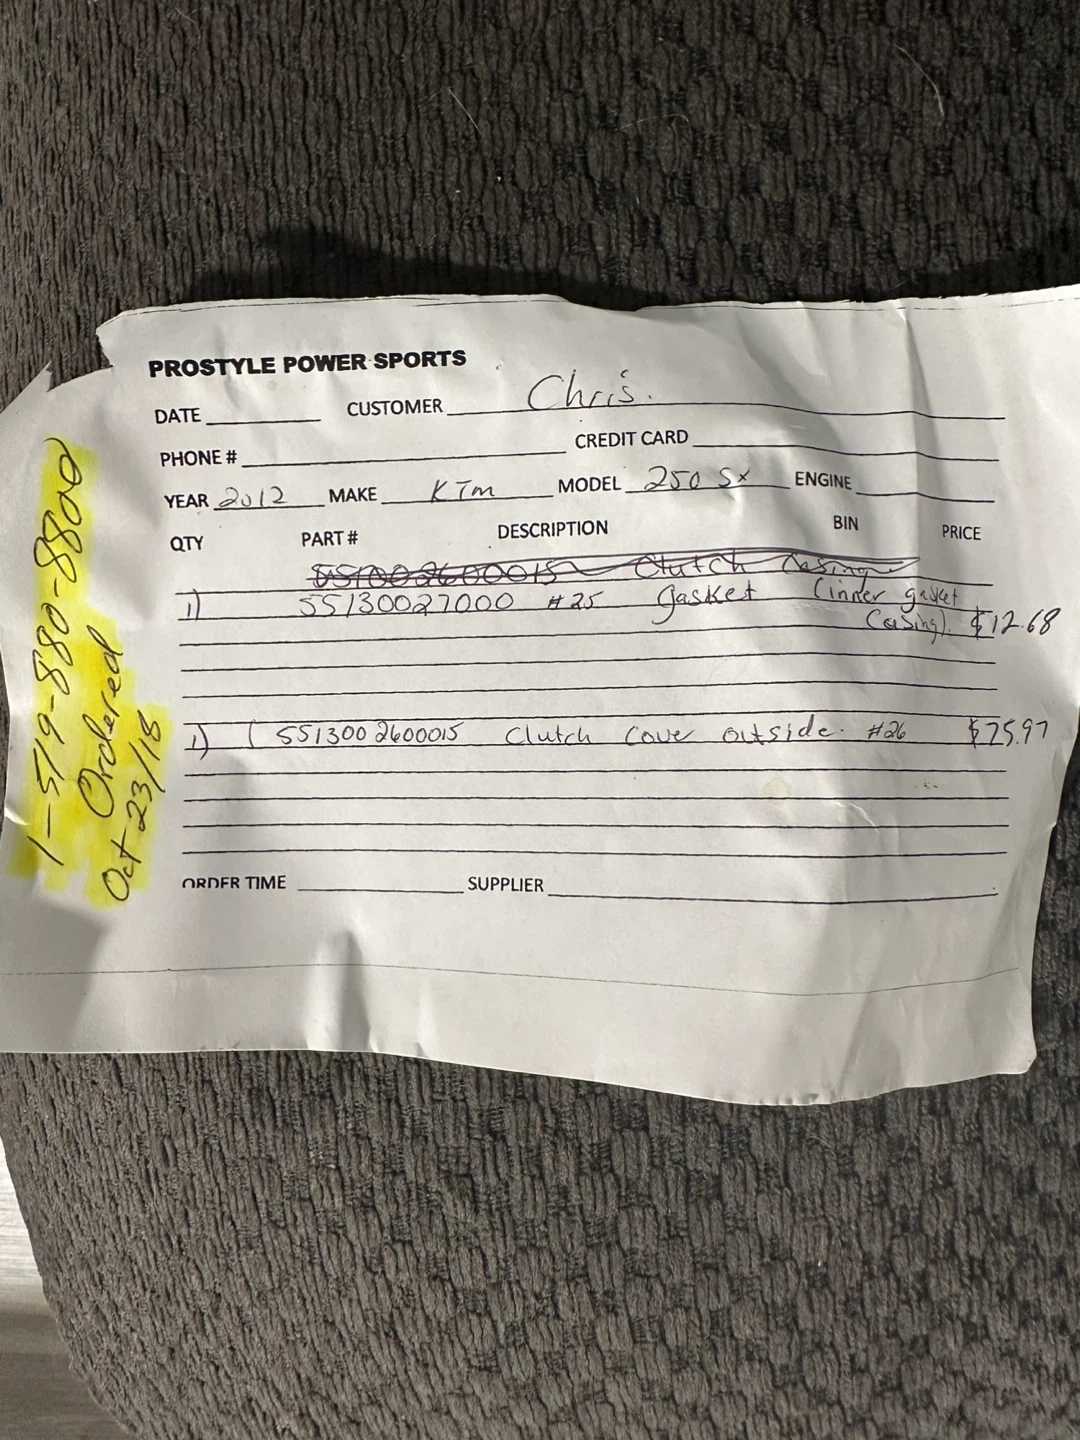 PROSTYLE POWER SPORTS
DATE CUSTOMER Chris.
PHONE # CREDIT CARD
YEAR 2012 MAKE KTM MODEL 250 SX ENGINE
QTY PART # DESCRIPTION BIN PRICE
Clutch Casing
1) 55130027000 #25 gasket (inner gasket
Casing). $12.68
1) ( 5513002600015 Clutch Cover outside. #26 $75.97
ORDER TIME SUPPLIER
1-519-880-8800
Ordered
Oct 23/18